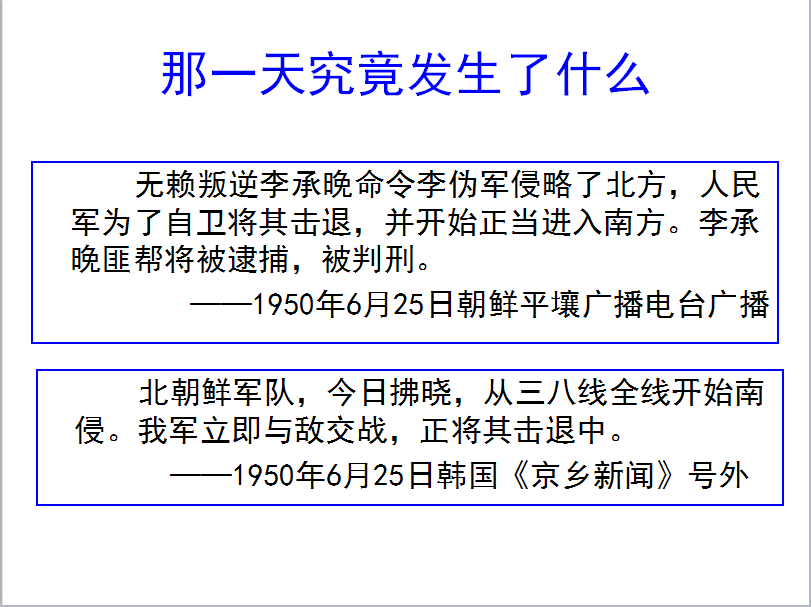 那一天究竟发生了什么
无赖叛逆李承晚命令李伪军侵略了北方，人民
军为了自卫将其击退，并开始正当进入南方。李承
晚匪帮将被逮捕，被判刑。
——1950年6月25日朝鲜平壤广播电台广播
北朝鲜军队，今日拂晓，从三八线全线开始南
侵。我军立即与敌交战，正将其击退中。
——1950年6月25日韩国《京乡新闻》号外